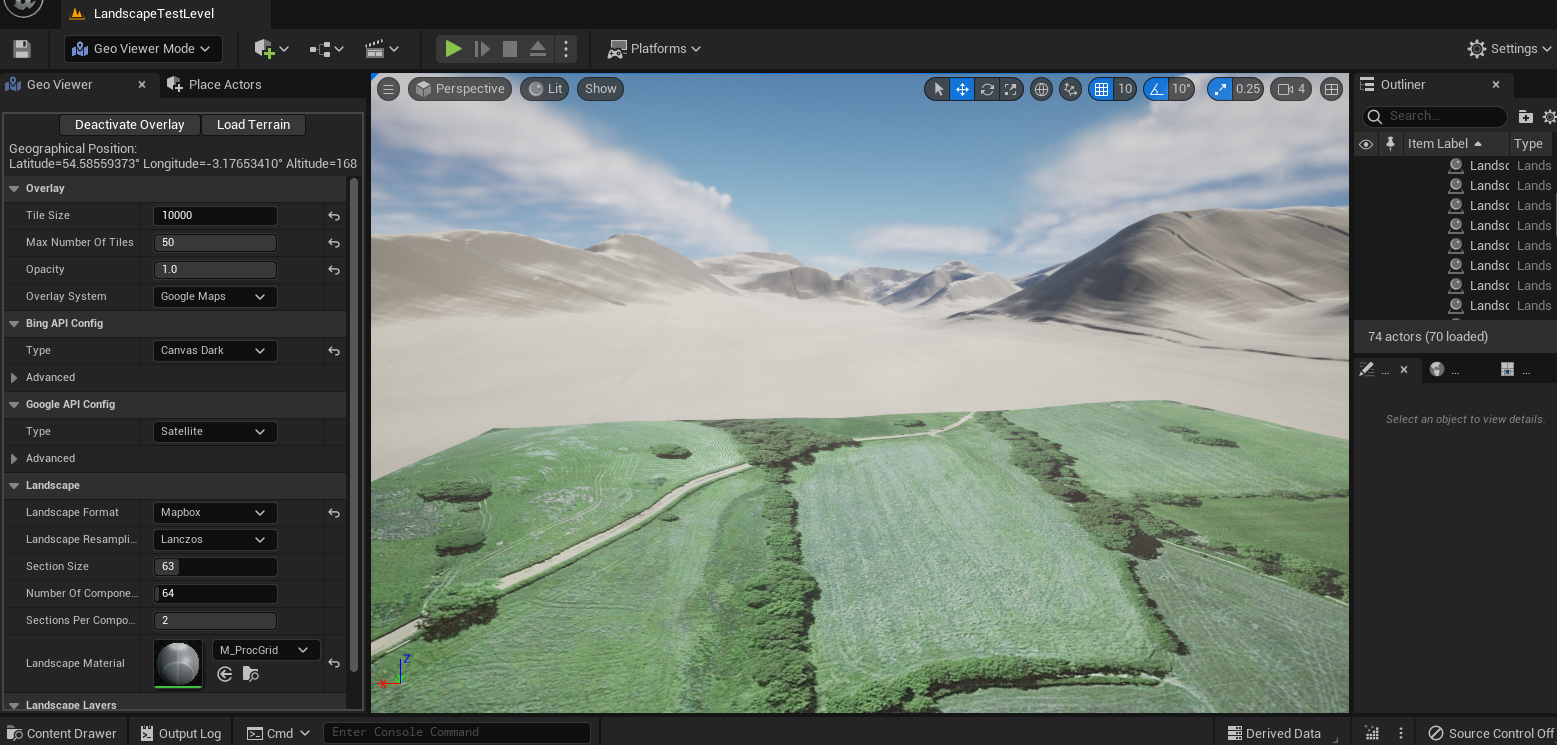 LandscapeTestLevel
Geo Viewer Mode
Platforms
Settings
Geo Viewer
Place Actors
Deactivate Overlay
Load Terrain
Geographical Position:
Latitude=54.58559373° Longitude=-3.17653410° Altitude=168
Overlay
Tile Size 10000
Max Number Of Tiles 50
Opacity 1.0
Overlay System Google Maps
Bing API Config
Type Canvas Dark
Advanced
Google API Config
Type Satellite
Advanced
Landscape
Landscape Format Mapbox
Landscape Resampli... Lanczos
Section Size 63
Number Of Compone... 64
Sections Per Compo... 2
Landscape Material M_ProcGrid
Landscape Layers
Perspective Lit Show 10 10° 0.25 4
Z
X
Outliner
Search...
Item Label Type
Landsc Lands
Landsc Lands
Landsc Lands
Landsc Lands
Landsc Lands
Landsc Lands
Landsc Lands
Landsc Lands
74 actors (70 loaded)
... ... ...
Select an object to view details.
Content Drawer Output Log Cmd Enter Console Command Derived Data Source Control Off